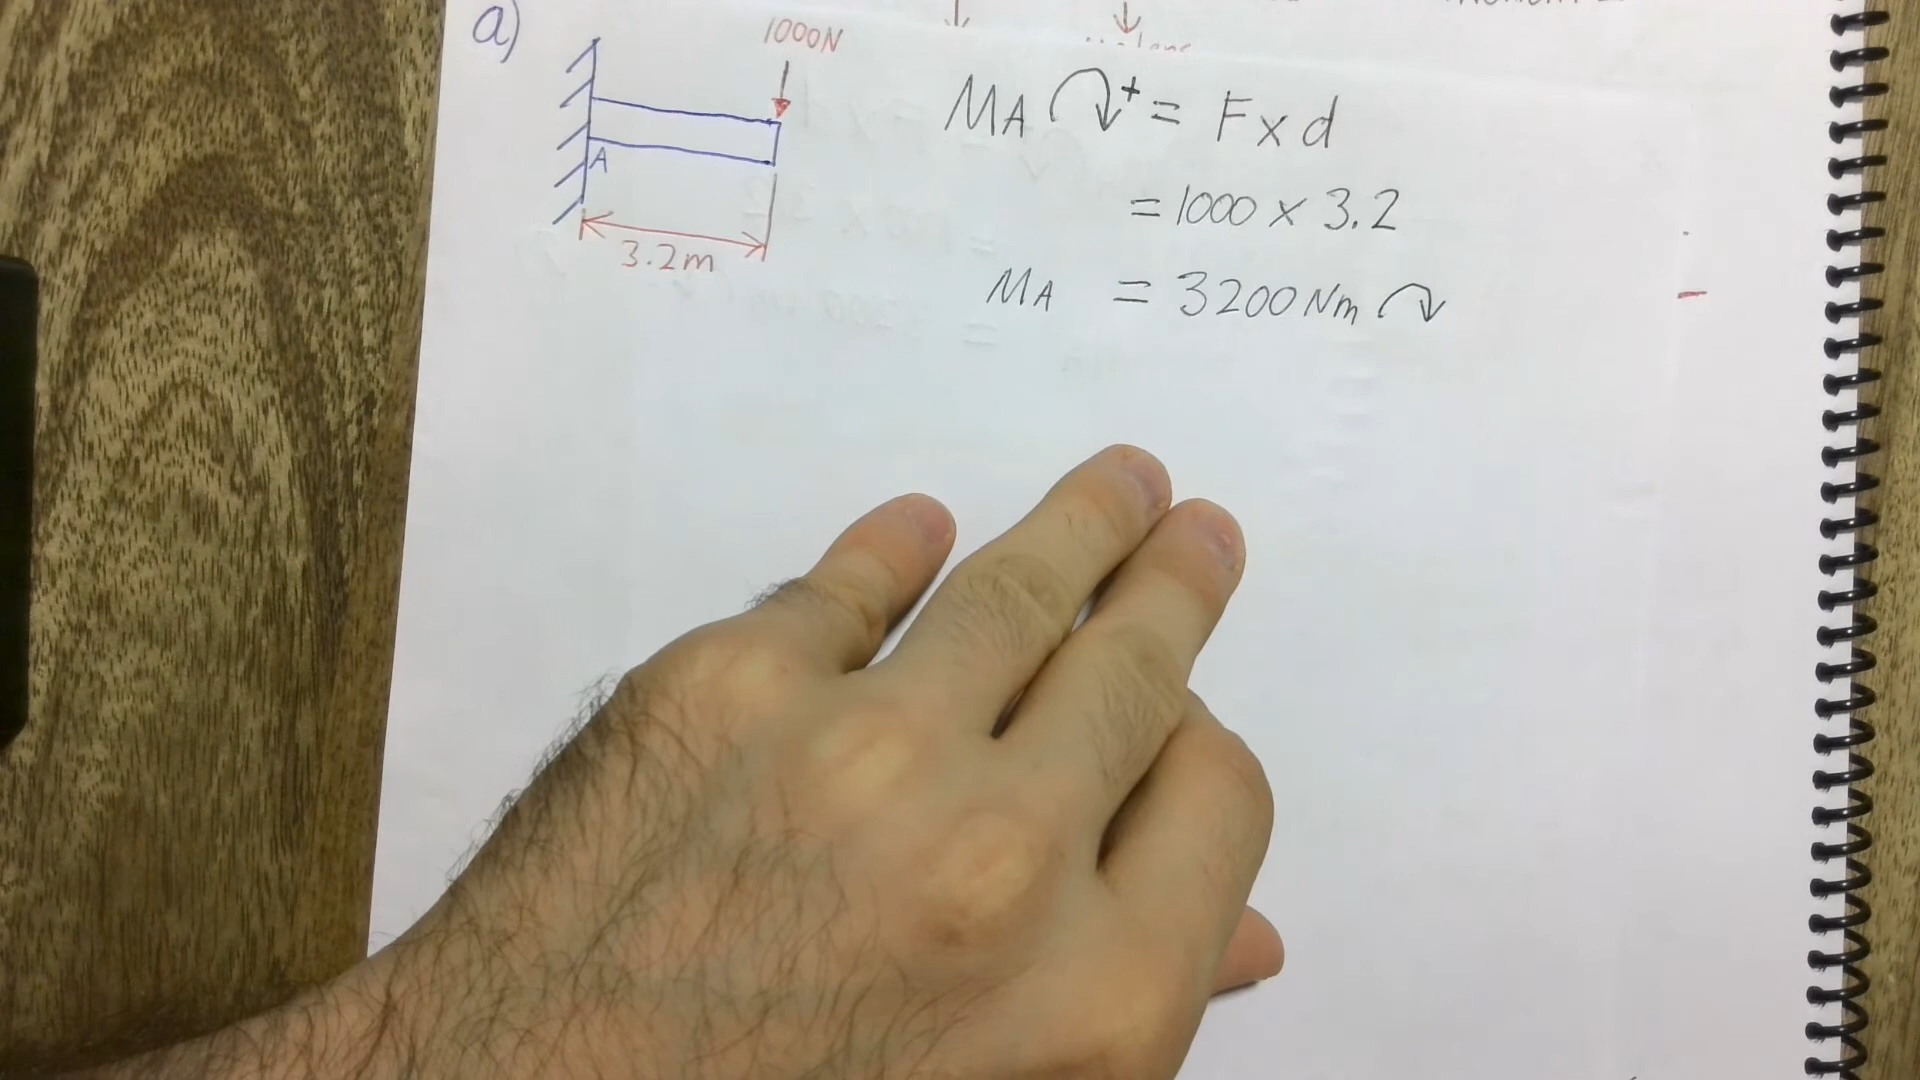 a)
1000N
A
3.2m
MA + = F x d
= 1000 x 3.2
MA = 3200 Nm